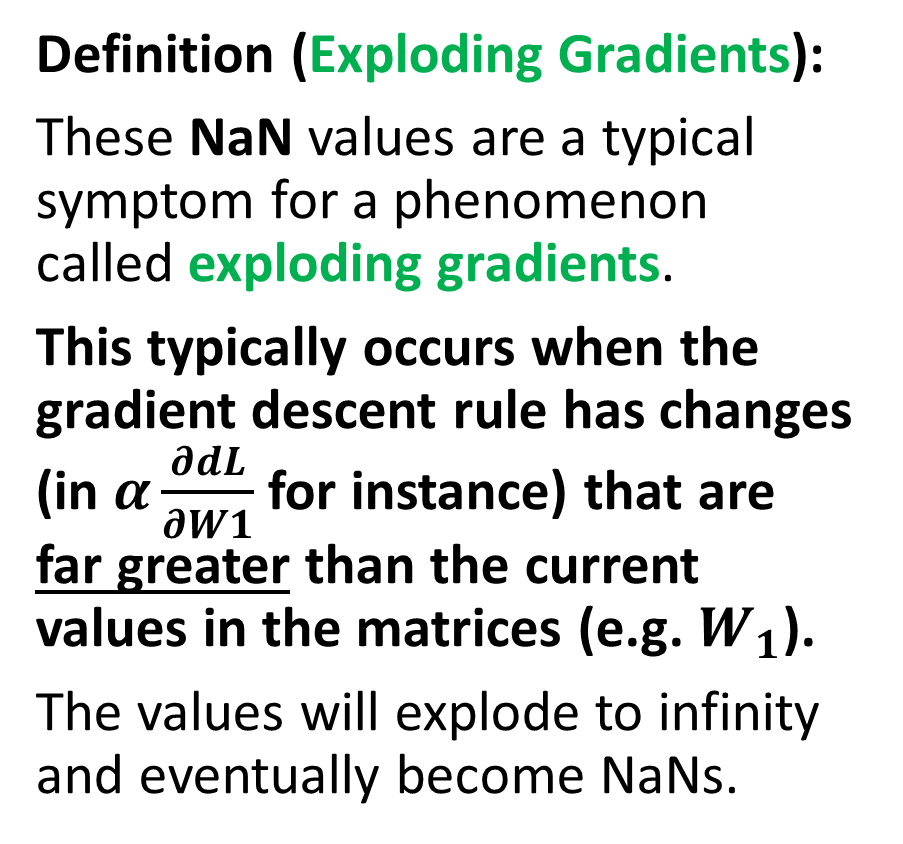 Definition (Exploding Gradients):
These NaN values are a typical
symptom for a phenomenon
called exploding gradients.
This typically occurs when the
gradient descent rule has changes
(in α ∂dL/∂W1 for instance) that are
far greater than the current
values in the matrices (e.g. W₁).
The values will explode to infinity
and eventually become NaNs.